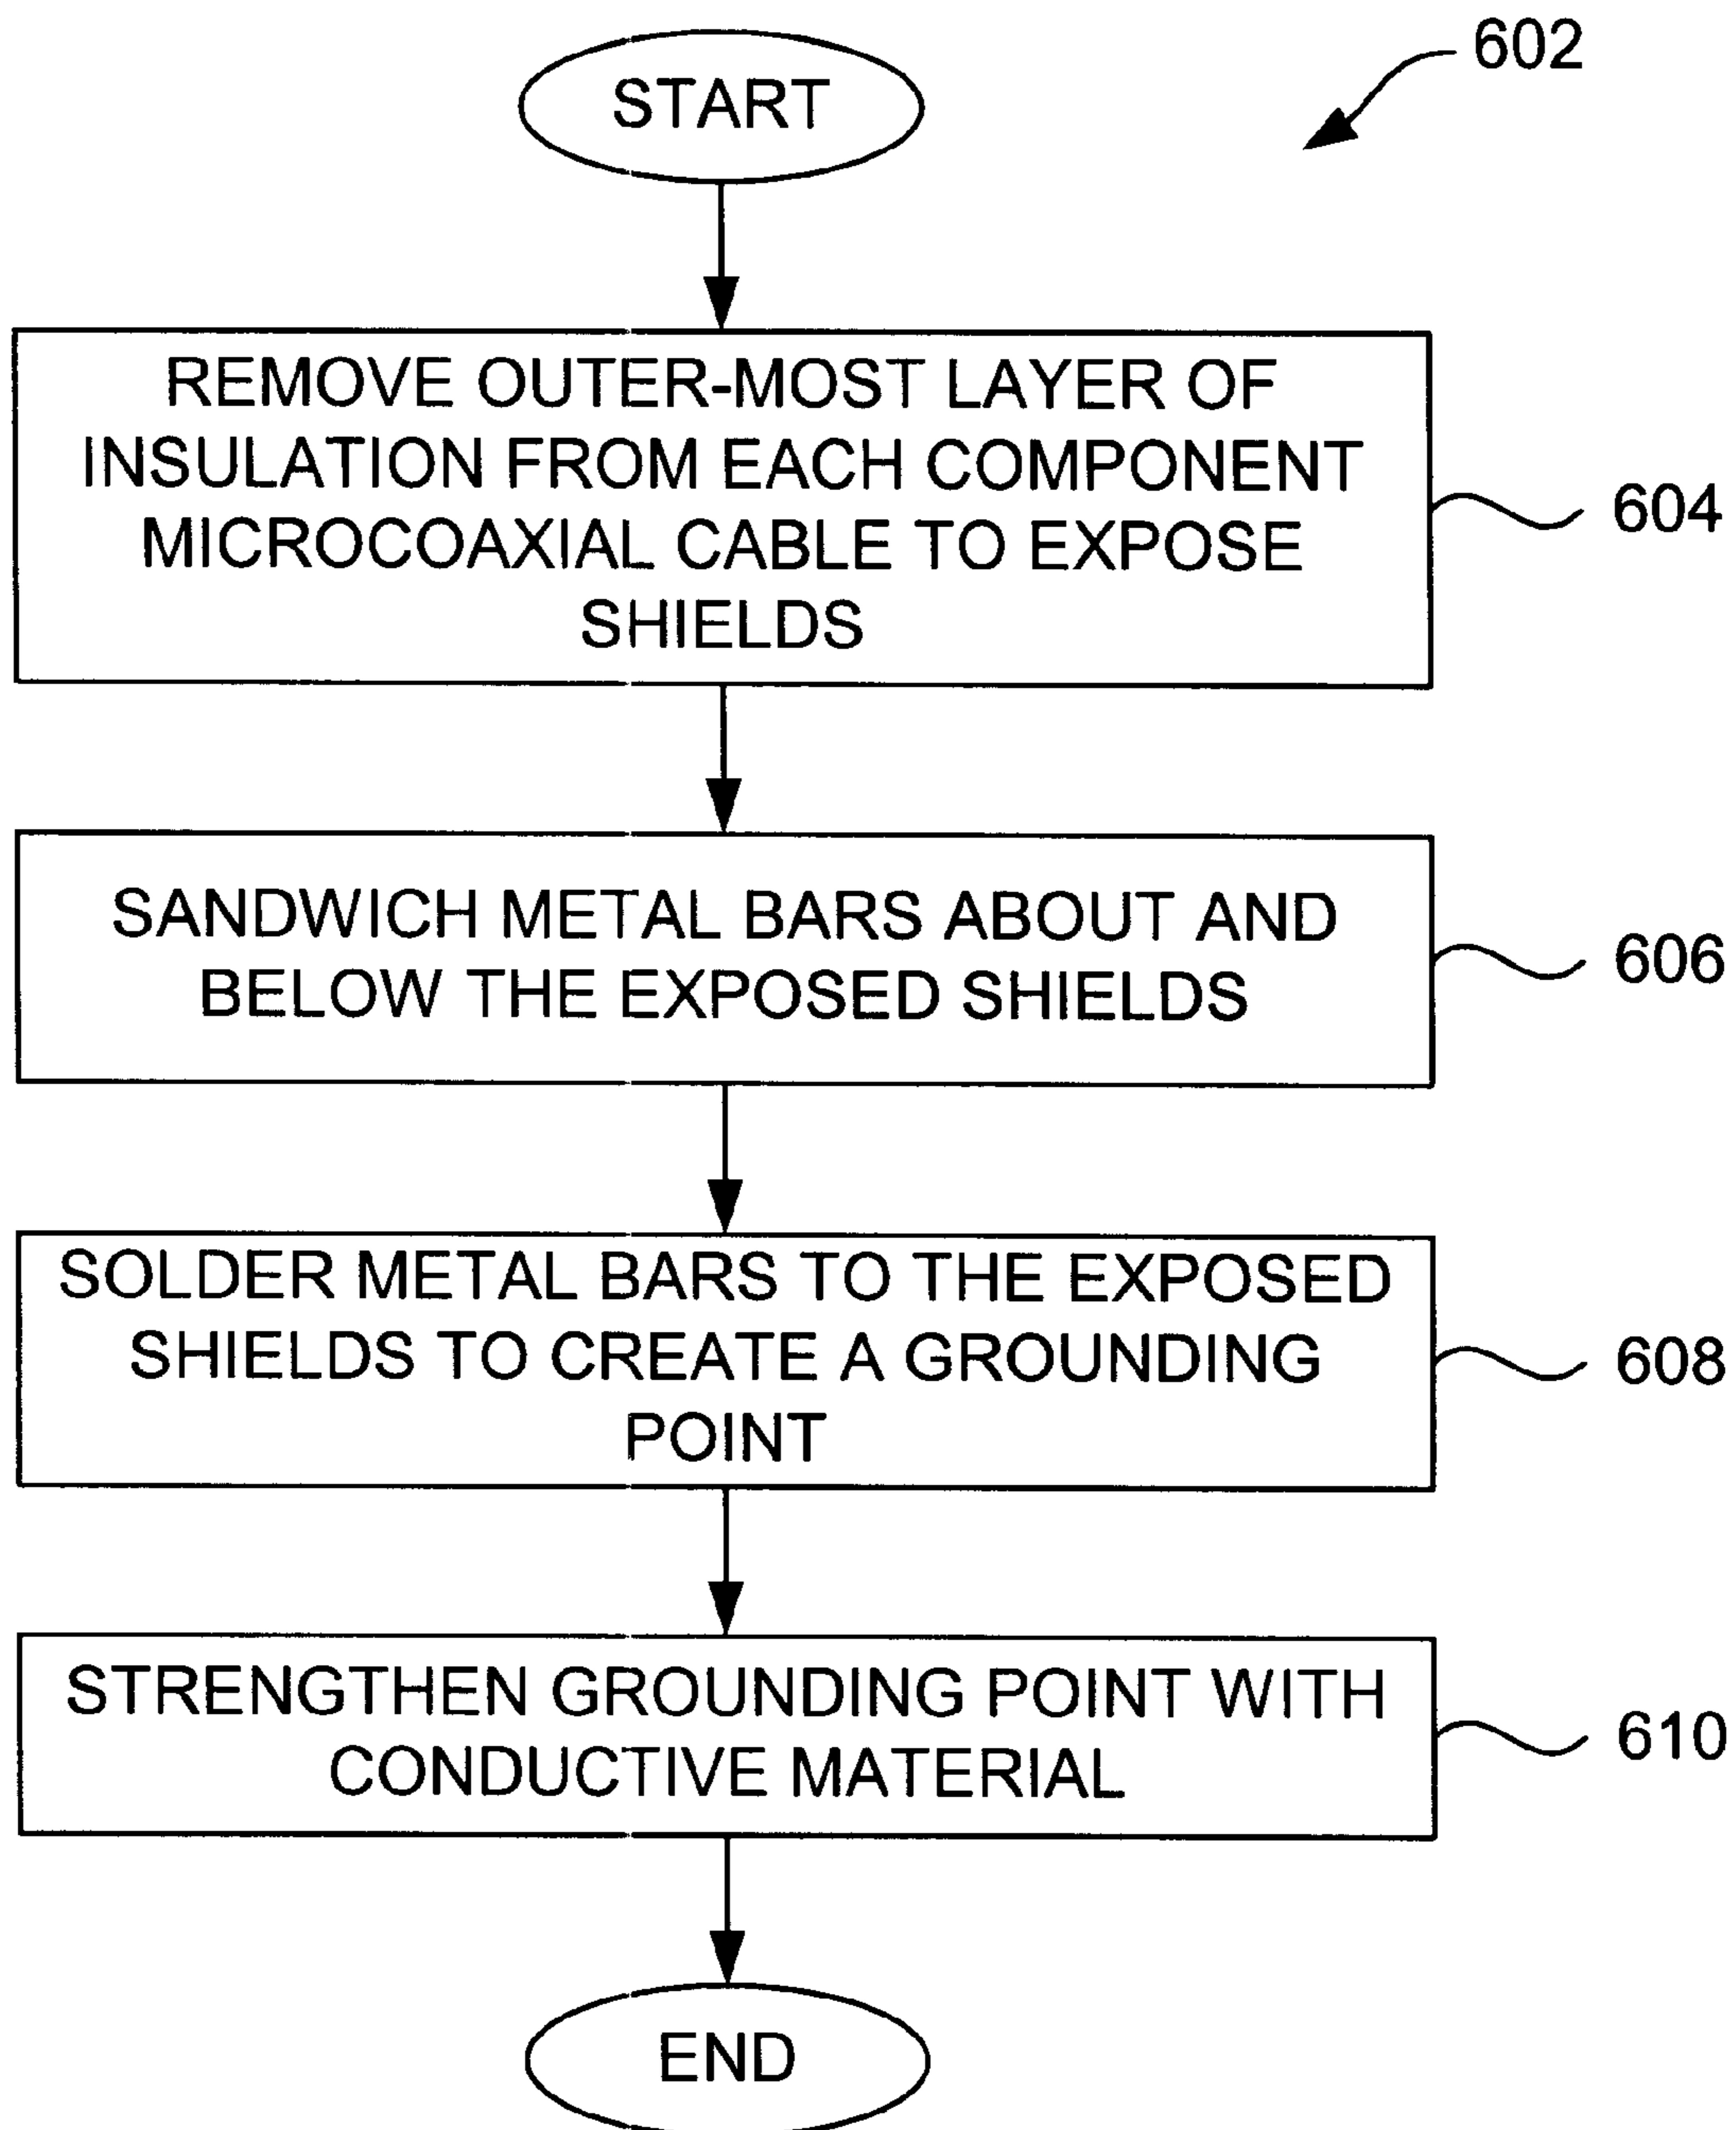 START
602
REMOVE OUTER-MOST LAYER OF
INSULATION FROM EACH COMPONENT
MICROCOAXIAL CABLE TO EXPOSE
SHIELDS
604
SANDWICH METAL BARS ABOUT AND
BELOW THE EXPOSED SHIELDS
606
SOLDER METAL BARS TO THE EXPOSED
SHIELDS TO CREATE A GROUNDING
POINT
608
STRENGTHEN GROUNDING POINT WITH
CONDUCTIVE MATERIAL
610
END